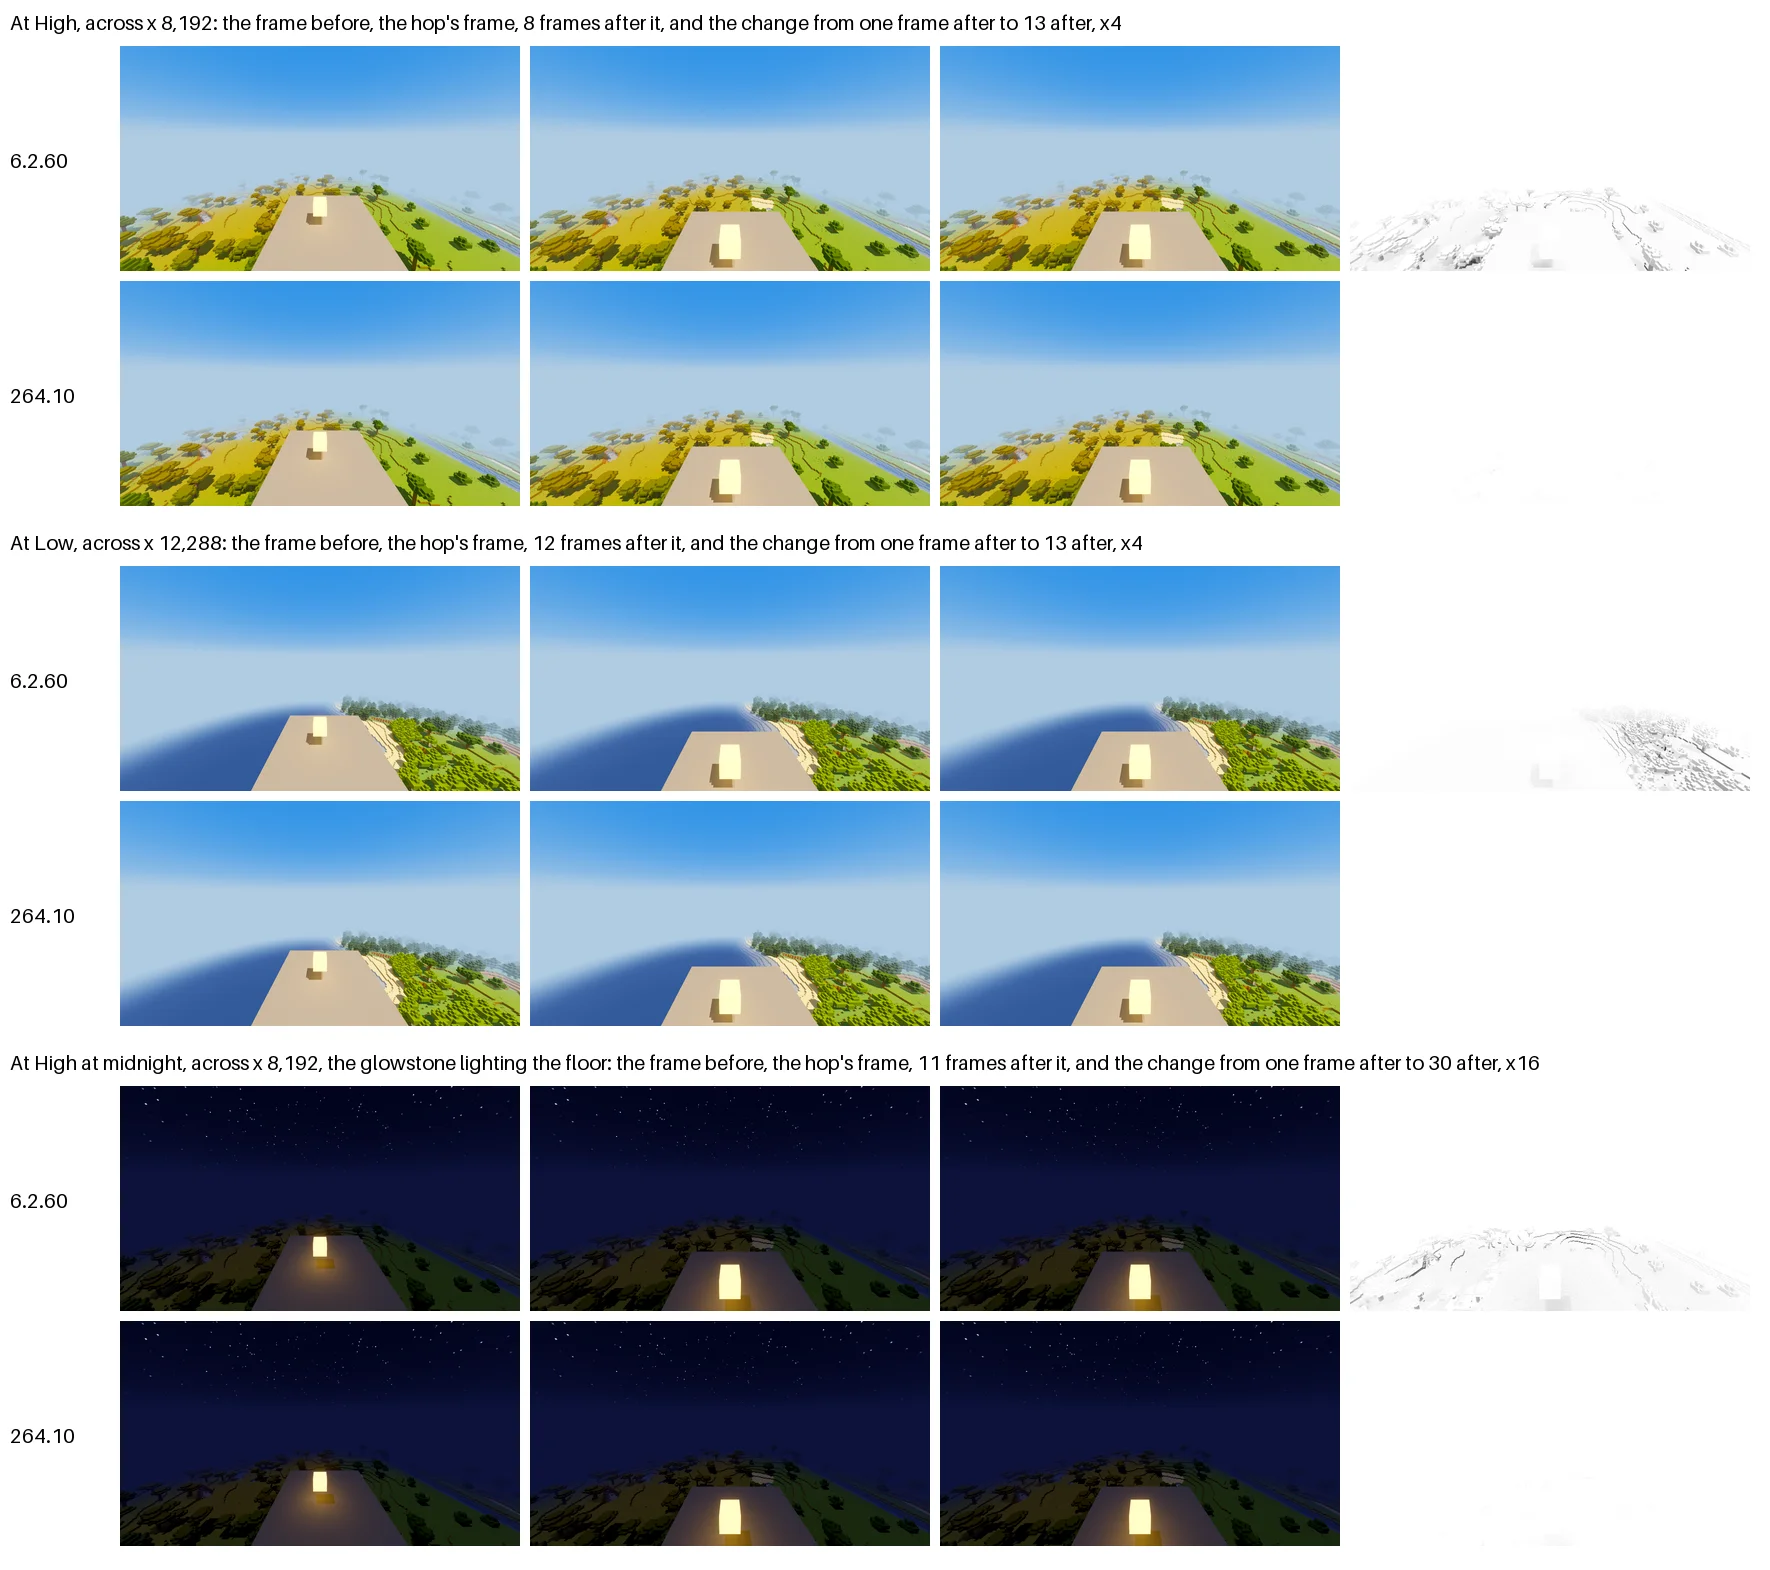 At High, across x 8,192: the frame before, the hop's frame, 8 frames after it, and the change from one frame after to 13 after, x4
6.2.60
264.10
At Low, across x 12,288: the frame before, the hop's frame, 12 frames after it, and the change from one frame after to 13 after, x4
6.2.60
264.10
At High at midnight, across x 8,192, the glowstone lighting the floor: the frame before, the hop's frame, 11 frames after it, and the change from one frame after to 30 after, x16
6.2.60
264.10